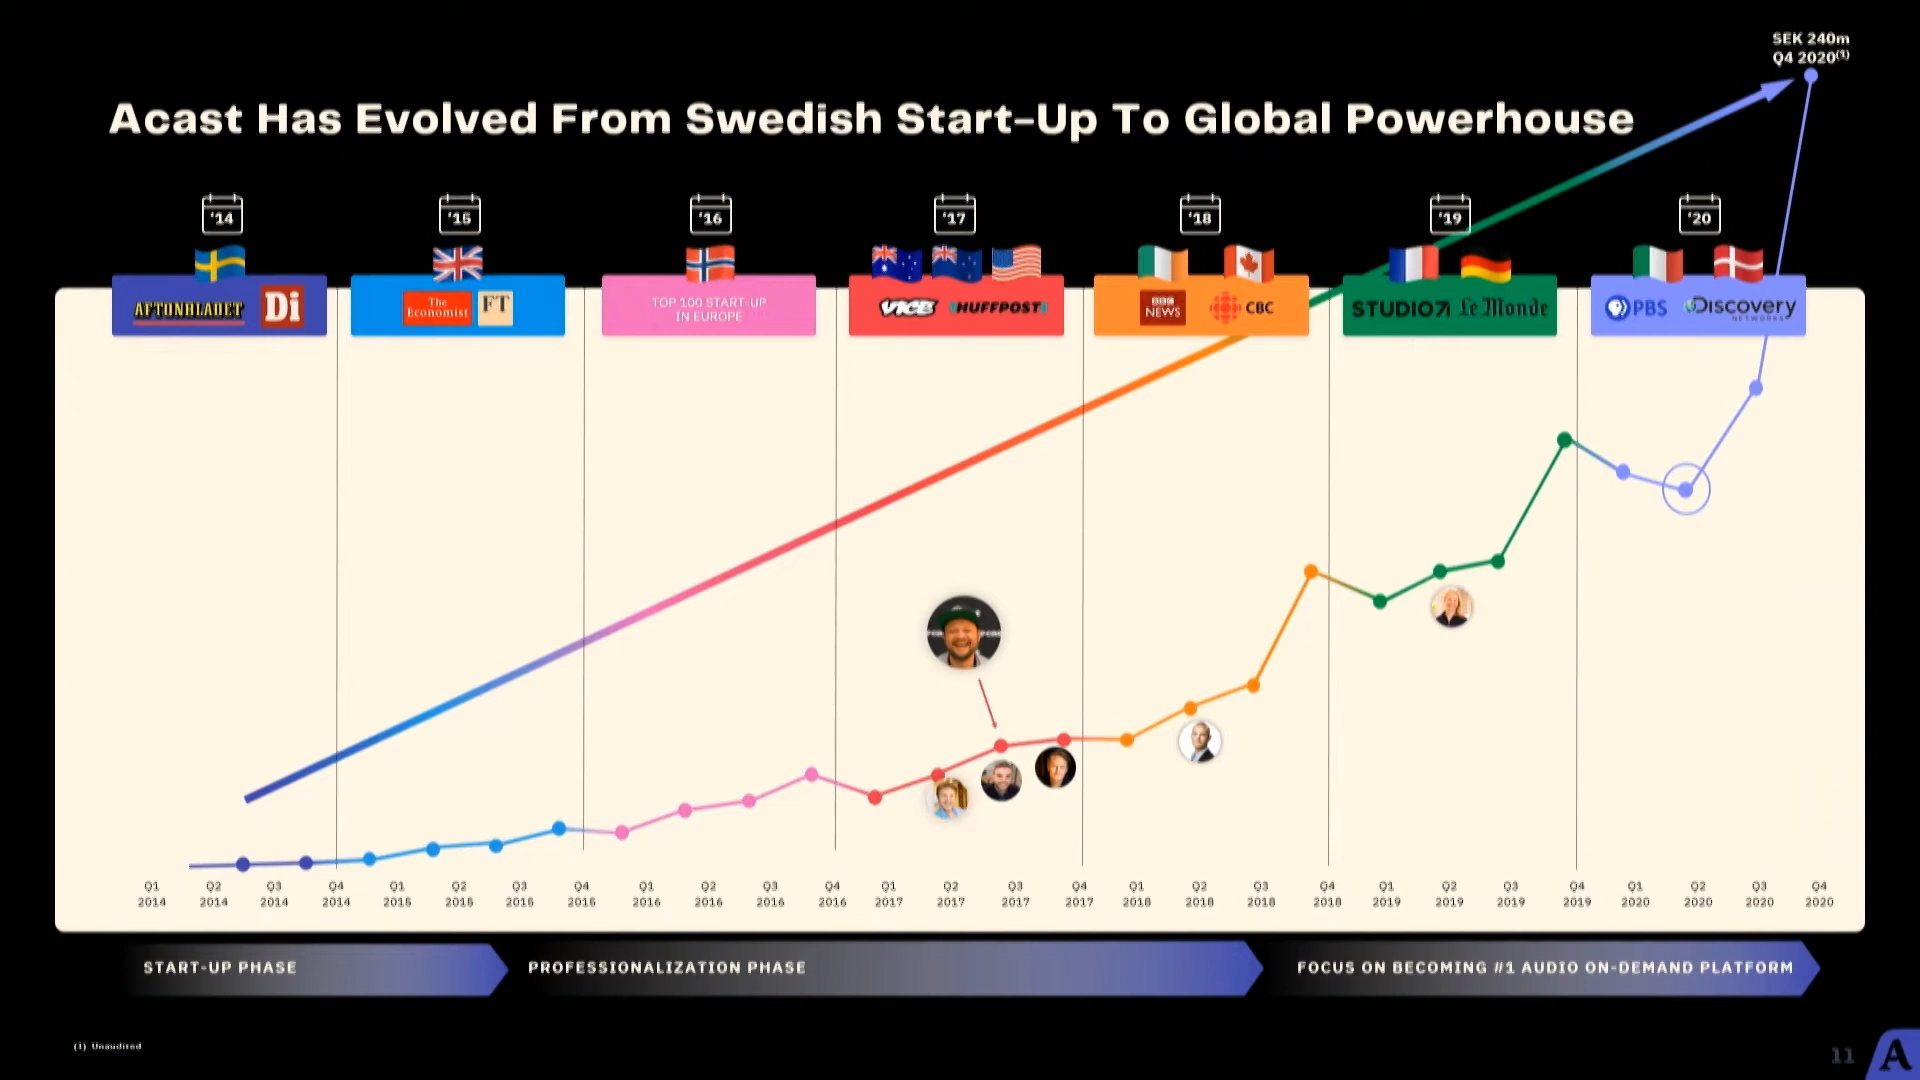 SEK 240m
Q4 2020(1)
Acast Has Evolved From Swedish Start-Up To Global Powerhouse
'14
'15
'16
'17
'18
'19
'20
AFTONBLADET Di
The Economist FT
TOP 100 START-UP
IN EUROPE
VICE HUFFPOST
BBC NEWS CBC
STUDIO71 Le Monde
PBS Discovery NETWORKS
Q1 Q2 Q3 Q4 Q1 Q2 Q3 Q4 Q1 Q2 Q3 Q4 Q1 Q2 Q3 Q4 Q1 Q2 Q3 Q4 Q1 Q2 Q3 Q4 Q1 Q2 Q3 Q4
2014 2014 2014 2014 2015 2015 2015 2015 2016 2016 2016 2016 2017 2017 2017 2017 2018 2018 2018 2018 2019 2019 2019 2019 2020 2020 2020 2020
START-UP PHASE
PROFESSIONALIZATION PHASE
FOCUS ON BECOMING #1 AUDIO ON-DEMAND PLATFORM
(1) Unaudited
11
A